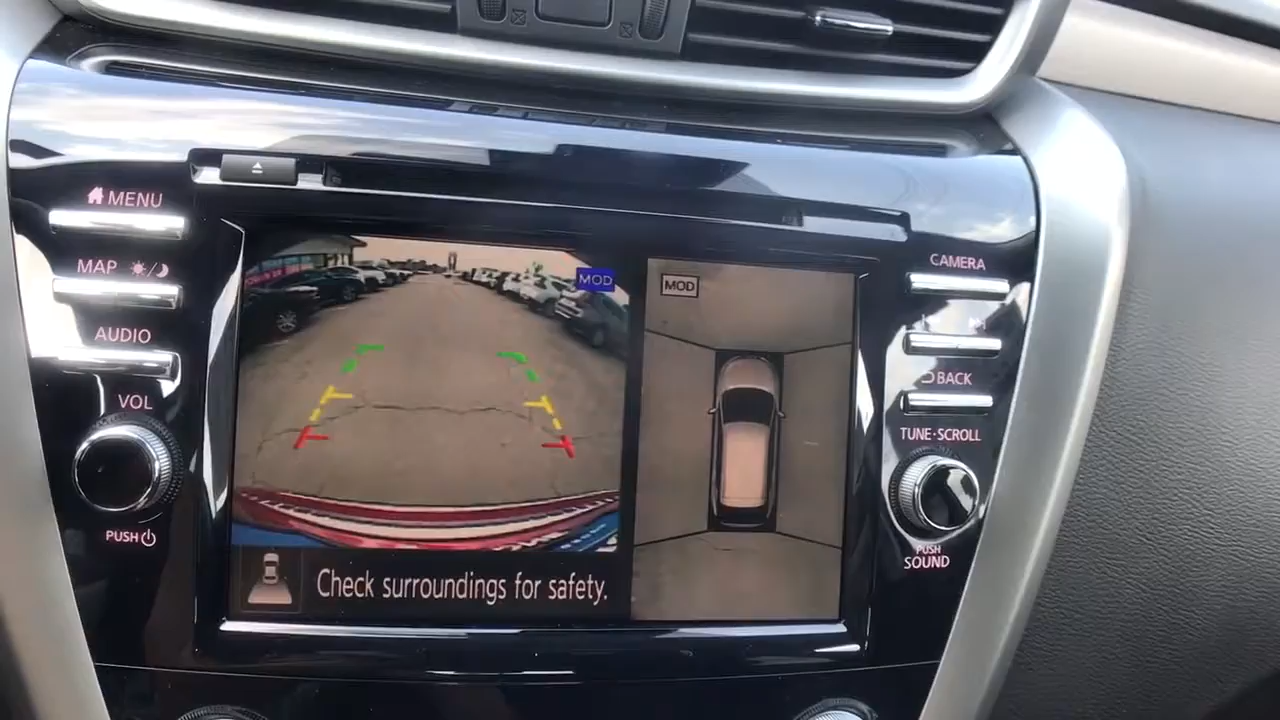 MENU
MAP
AUDIO
VOL
PUSH
MOD
MOD
Check surroundings for safety.
CAMERA
BACK
TUNE·SCROLL
PUSH
SOUND